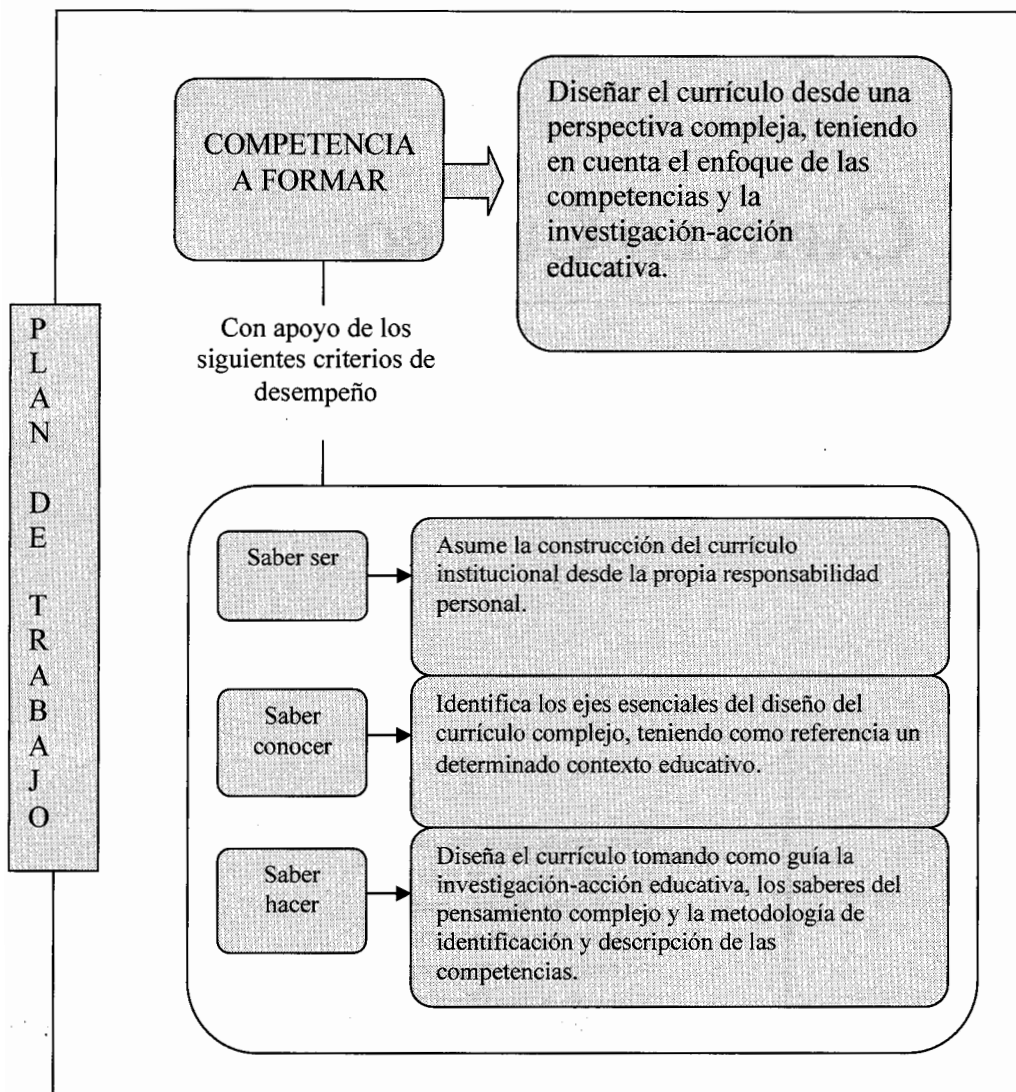 COMPETENCIA
A FORMAR
Diseñar el currículo desde una
perspectiva compleja, teniendo
en cuenta el enfoque de las
competencias y la
investigación-acción
educativa.
Con apoyo de los
siguientes criterios de
desempeño
PLAN DE TRABAJO
Saber ser
Asume la construcción del currículo
institucional desde la propia responsabilidad
personal.
Saber
conocer
Identifica los ejes esenciales del diseño del
currículo complejo, teniendo como referencia un
determinado contexto educativo.
Saber
hacer
Diseña el currículo tomando como guía la
investigación-acción educativa, los saberes del
pensamiento complejo y la metodología de
identificación y descripción de las
competencias.